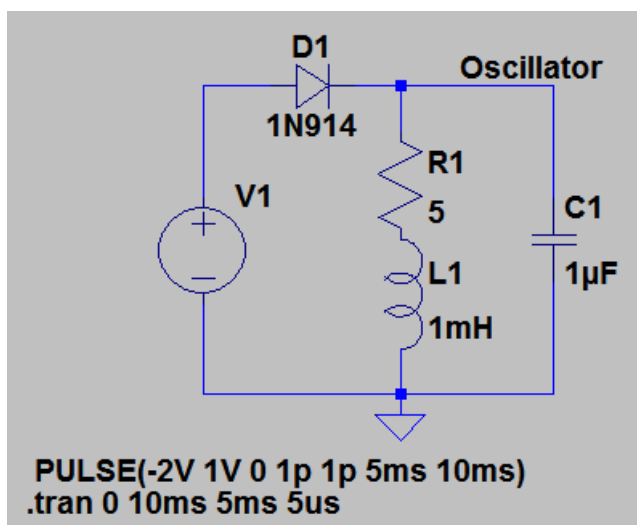 D1
Oscillator
1N914
R1
V1
5
C1
L1
1µF
1mH
PULSE(-2V 1V 0 1p 1p 5ms 10ms)
.tran 0 10ms 5ms 5us